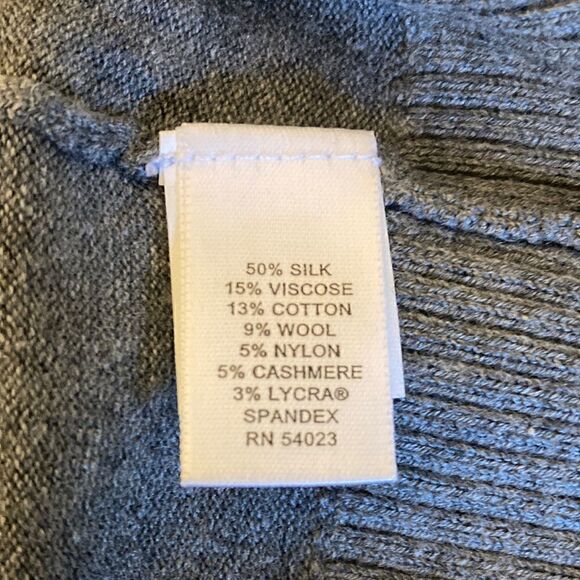 50% SILK
15% VISCOSE
13% COTTON
9% WOOL
5% NYLON
5% CASHMERE
3% LYCRA®
SPANDEX
RN 54023